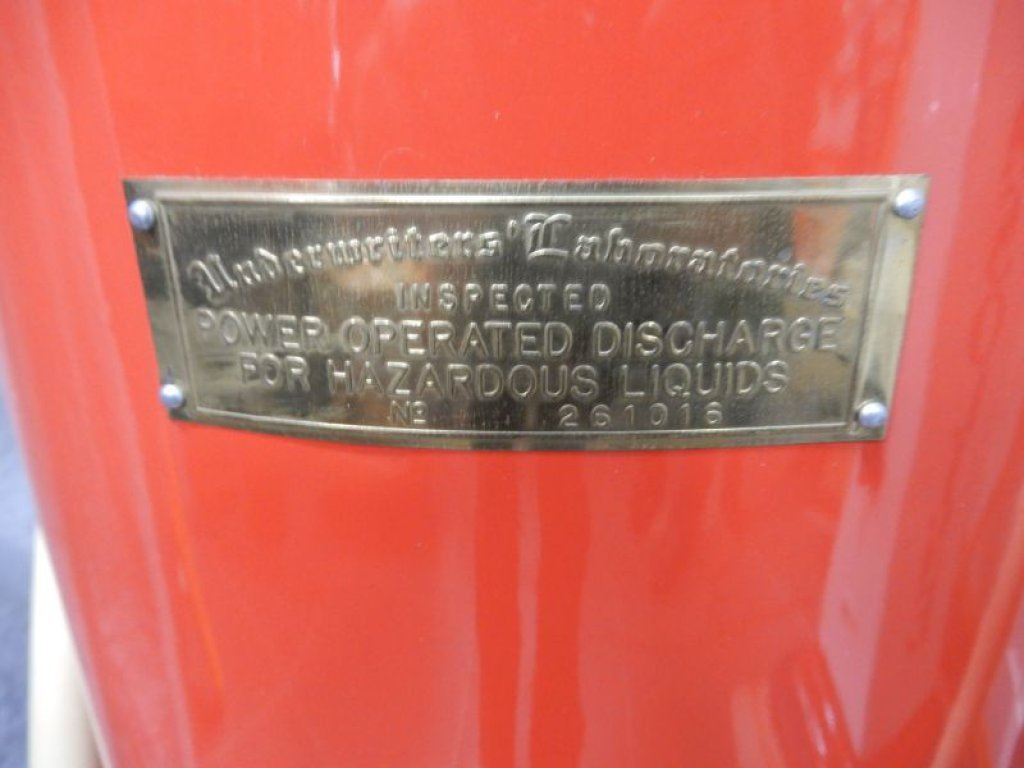 Underwriters' Laboratories
INSPECTED
POWER OPERATED DISCHARGE
FOR HAZARDOUS LIQUIDS
Nº 261016